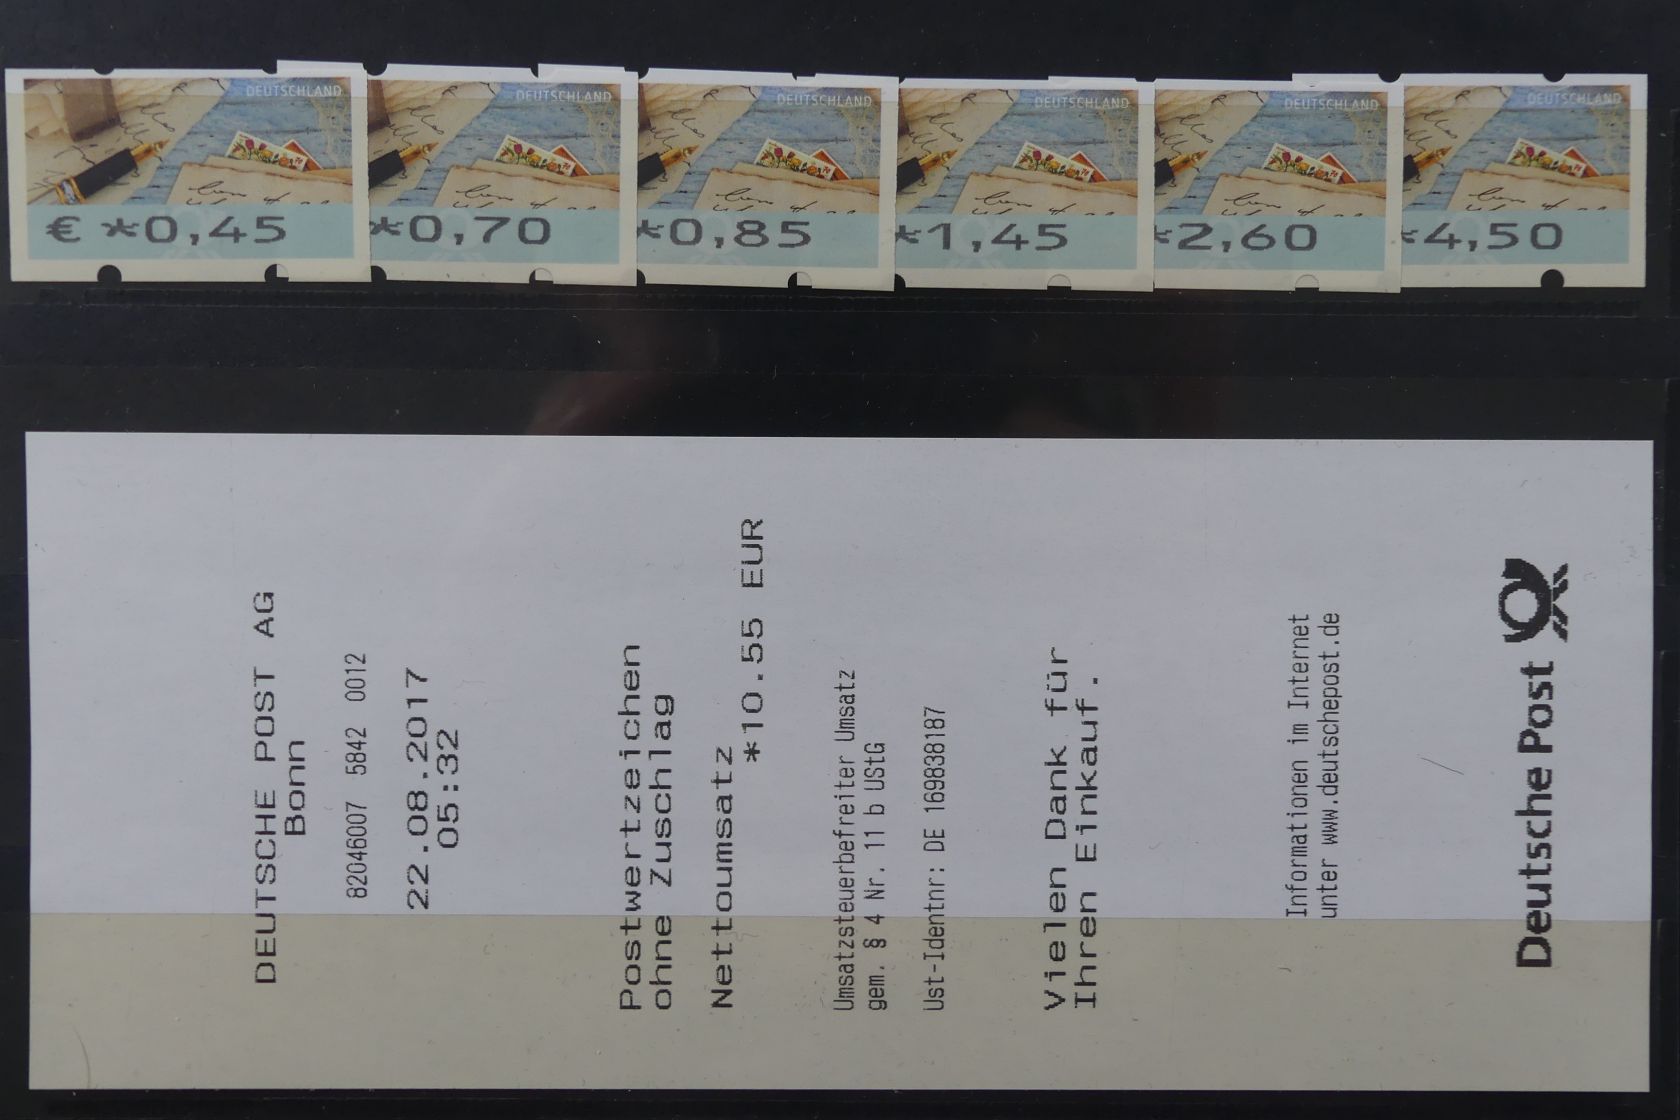 DEUTSCHLAND
€ *0,45
DEUTSCHLAND
*0,70
DEUTSCHLAND
*0,85
DEUTSCHLAND
*1,45
DEUTSCHLAND
*2,60
DEUTSCHLAND
*4,50
DEUTSCHE POST AG
Bonn
82046007 5842 0012
22.08.2017
05:32
Postwertzeichen
ohne Zuschlag
Nettoumsatz
*10.55 EUR
Umsatzsteuerbefreiter Umsatz
gem. § 4 Nr. 11 b UStG
Ust-Identnr: DE 169838187
Vielen Dank für
Ihren Einkauf.
Informationen im Internet
unter www.deutschepost.de
Deutsche Post